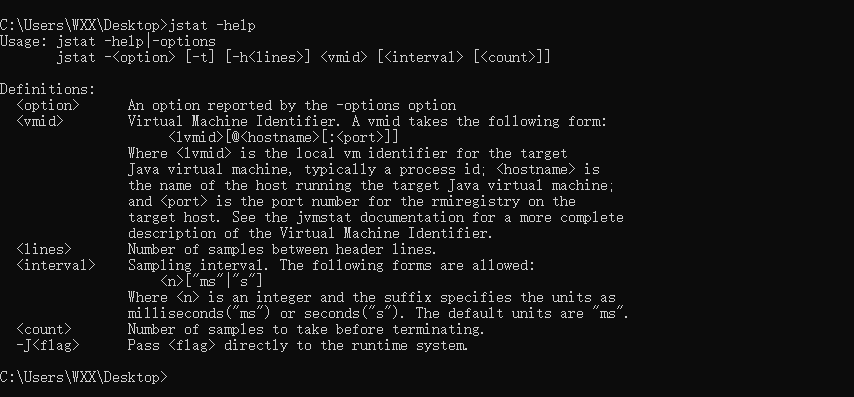 C:\Users\WXX\Desktop>jstat -help
Usage: jstat -help|-options
       jstat -<option> [-t] [-h<lines>] <vmid> [<interval> [<count>]]

Definitions:
  <option>      An option reported by the -options option
  <vmid>        Virtual Machine Identifier. A vmid takes the following form:
                     <lvmid>[@<hostname>[:<port>]]
                Where <lvmid> is the local vm identifier for the target
                Java virtual machine, typically a process id; <hostname> is
                the name of the host running the target Java virtual machine;
                and <port> is the port number for the rmiregistry on the
                target host. See the jvmstat documentation for a more complete
                description of the Virtual Machine Identifier.
  <lines>       Number of samples between header lines.
  <interval>    Sampling interval. The following forms are allowed:
                    <n>["ms"|"s"]
                Where <n> is an integer and the suffix specifies the units as
                milliseconds("ms") or seconds("s"). The default units are "ms".
  <count>       Number of samples to take before terminating.
  -J<flag>      Pass <flag> directly to the runtime system.

C:\Users\WXX\Desktop>